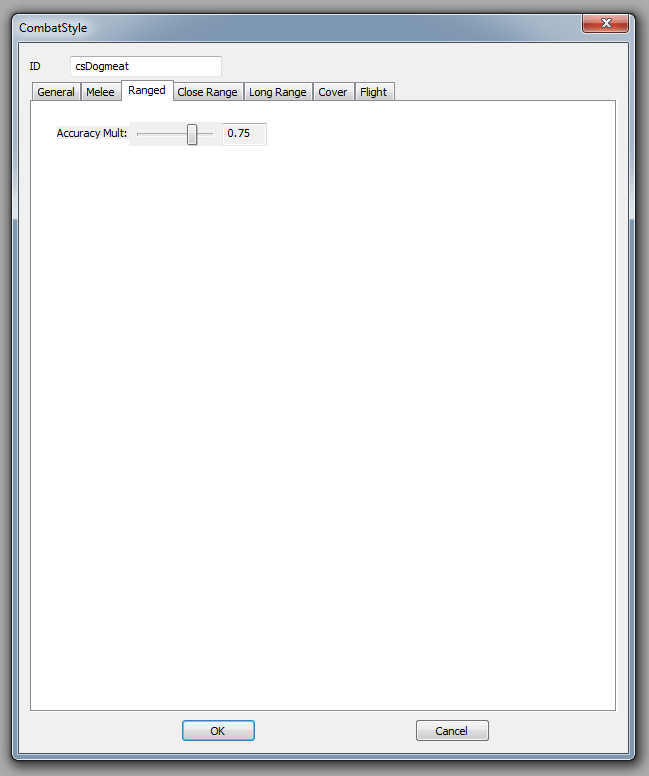 CombatStyle
ID csDogmeat
General Melee Ranged Close Range Long Range Cover Flight
Accuracy Mult: 0.75
OK Cancel